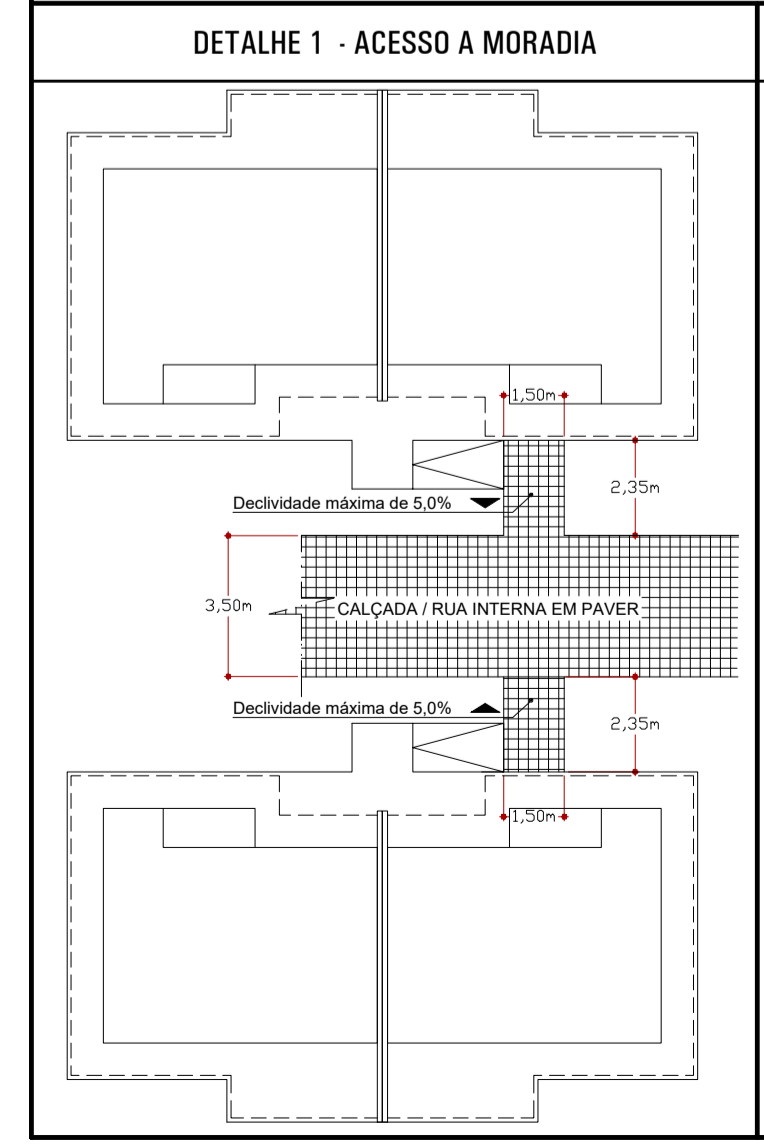 DETALHE 1 - ACESSO A MORADIA
1,50m
2,35m
Declividade máxima de 5,0%
3,50m
CALÇADA / RUA INTERNA EM PAVER
Declividade máxima de 5,0%
2,35m
1,50m